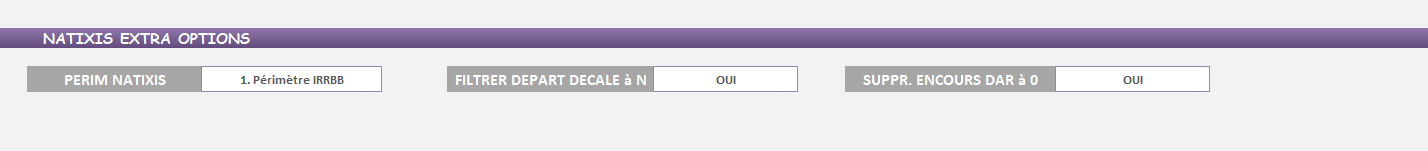 NATIXIS EXTRA OPTIONS
PERIM NATIXIS 1. Périmètre IRRBB FILTRER DEPART DECALE à N OUI SUPPR. ENCOURS DAR à 0 OUI